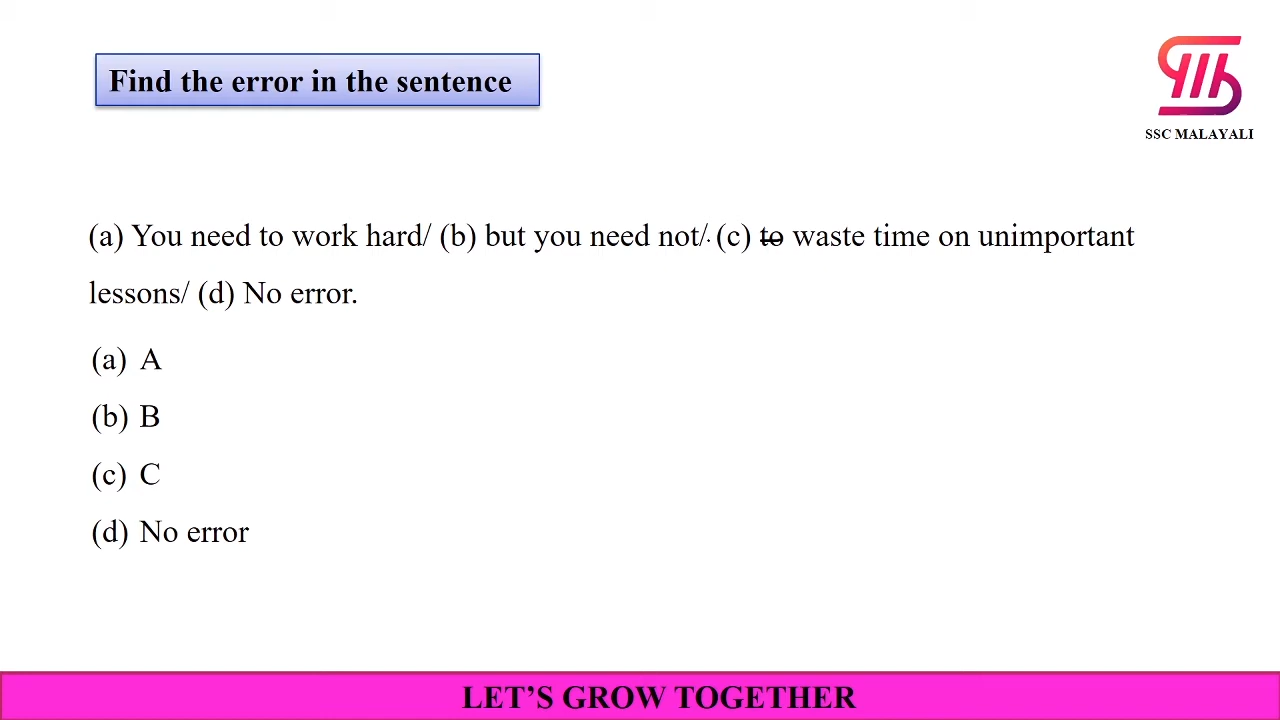 Find the error in the sentence
SSC MALAYALI
(a) You need to work hard/ (b) but you need not/ (c) to waste time on unimportant
lessons/ (d) No error.
(a) A
(b) B
(c) C
(d) No error
LET’S GROW TOGETHER